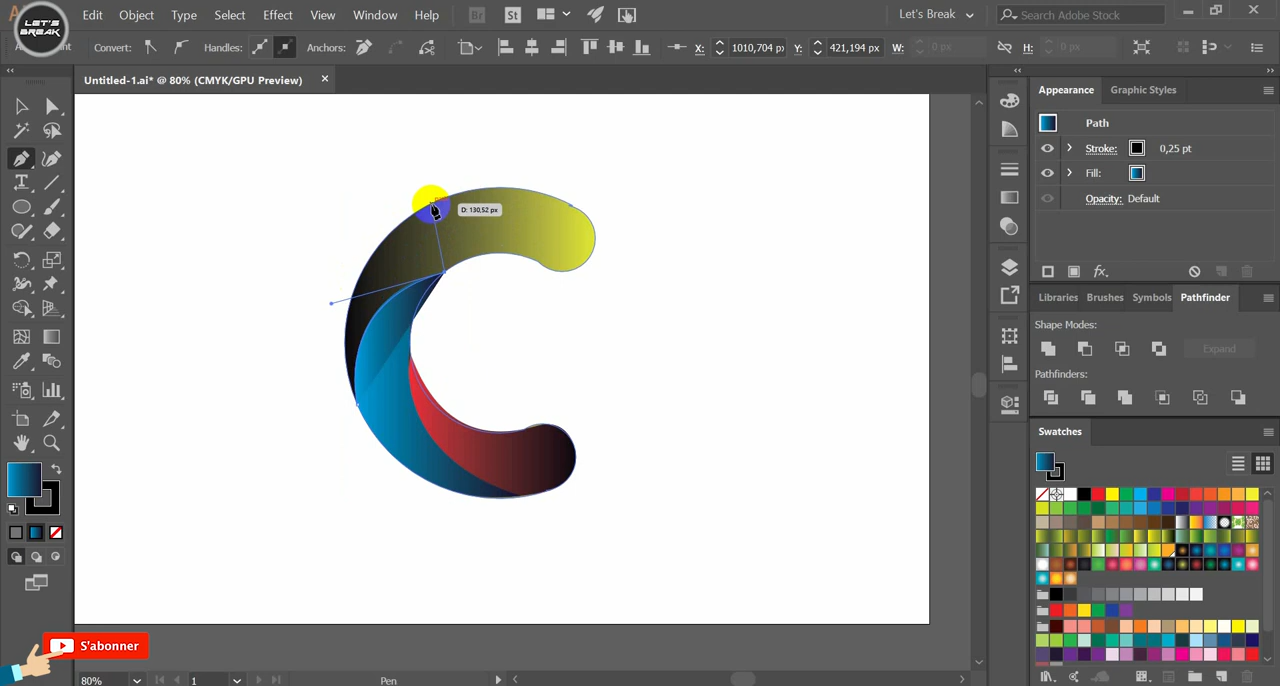 LET'S
BREAK
Edit Object Type Select Effect View Window Help
Br
St
Let's Break
Search Adobe Stock
Convert:
Handles:
Anchors:
X: 1010,704 p
Y: 421,194 px
W: 0 px
H: 0 px
Untitled-1.ai* @ 80% (CMYK/GPU Preview)
Appearance
Graphic Styles
Path
Stroke:
0,25 pt
Fill:
Opacity: Default
fx
Libraries
Brushes
Symbols
Pathfinder
Shape Modes:
Expand
Pathfinders:
Swatches
D: 130,52 px
S'abonner
80%
1
Pen